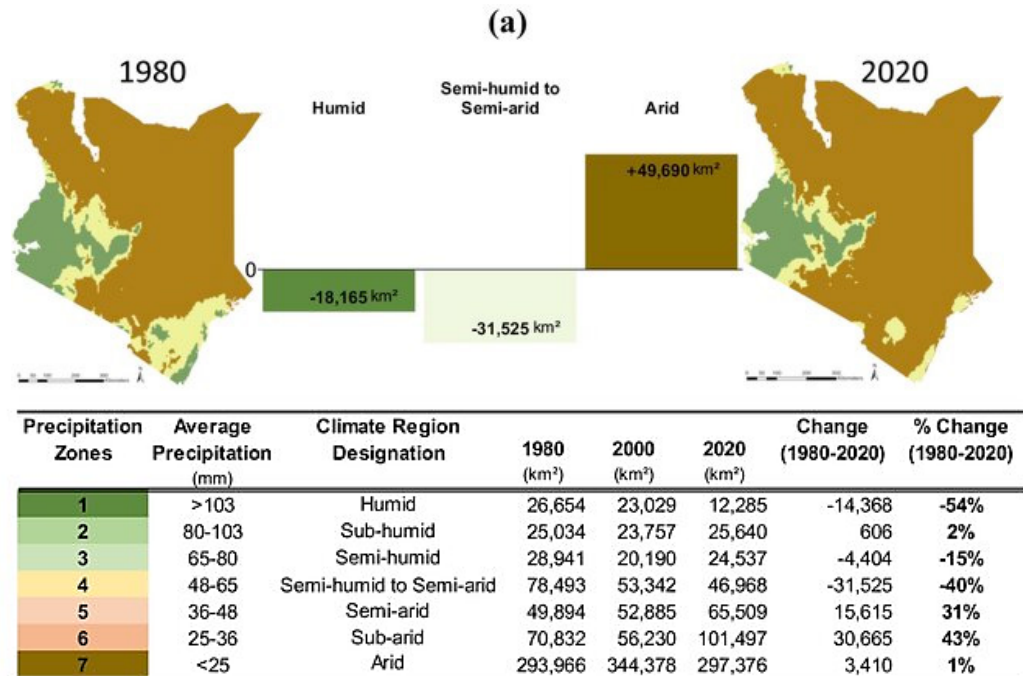 (a)
1980
Humid
Semi-humid to
Semi-arid
Arid
2020
+49,690 km²
0
-18,165 km²
-31,525 km²
Precipitation Zones Average Precipitation (mm) Climate Region Designation 1980 (km²) 2000 (km²) 2020 (km²) Change (1980-2020) % Change (1980-2020)
1 >103 Humid 26,654 23,029 12,285 -14,368 -54%
2 80-103 Sub-humid 25,034 23,757 25,640 606 2%
3 65-80 Semi-humid 28,941 20,190 24,537 -4,404 -15%
4 48-65 Semi-humid to Semi-arid 78,493 53,342 46,968 -31,525 -40%
5 36-48 Semi-arid 49,894 52,885 65,509 15,615 31%
6 25-36 Sub-arid 70,832 56,230 101,497 30,665 43%
7 <25 Arid 293,966 344,378 297,376 3,410 1%